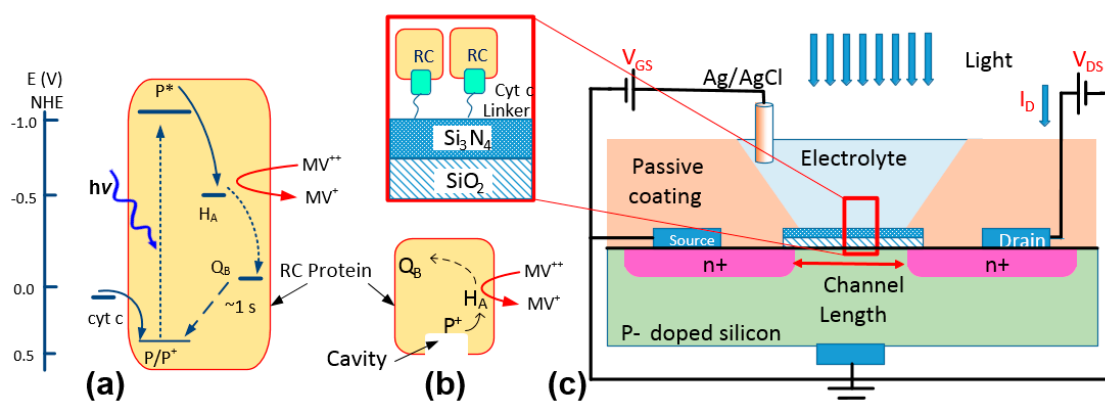 E (V)
NHE
-1.0
-0.5
0.0
0.5
P*
hν
HA
MV++
MV+
QB
~1 s
cyt c
P/P+
RC Protein
(a)
RC
RC
Cyt c
Linker
Si3N4
SiO2
QB
HA
P+
MV++
MV+
Cavity
(b)
VGS
Ag/AgCl
Light
VDS
ID
Passive
coating
Electrolyte
Source
Drain
n+
n+
Channel
Length
P- doped silicon
(c)